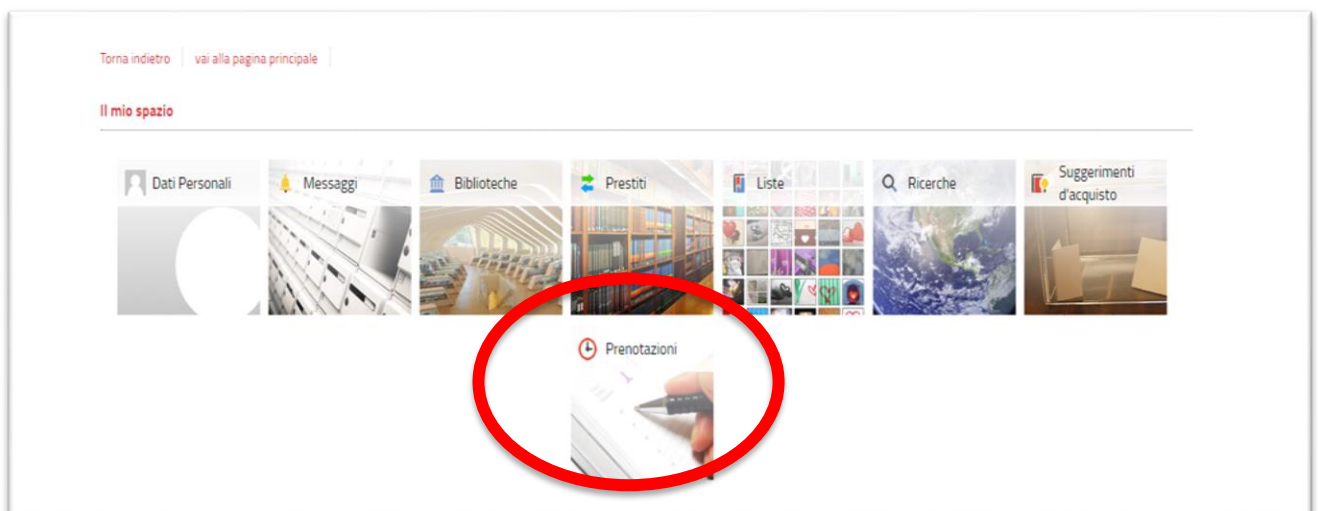 Torna indietro vai alla pagina principale
Il mio spazio
Dati Personali
Messaggi
Biblioteche
Prestiti
Liste
Ricerche
Suggerimenti
d'acquisto
Prenotazioni